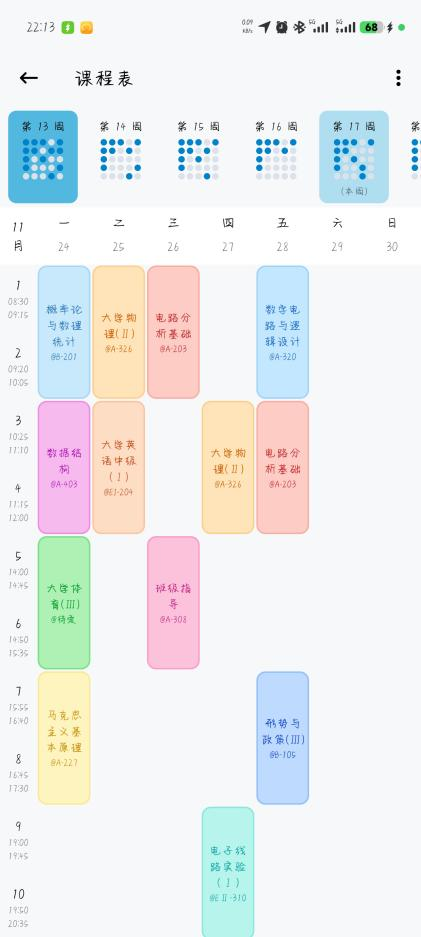 22:13
0.09 KB/s 5G 5G 68
课程表
第 13 周
第 14 周
第 15 周
第 16 周
第 17 周
(本周)
第
11月
一 二 三 四 五 六 日
24 25 26 27 28 29 30
1
08:30
09:15
2
09:20
10:05
概率论
与数理
统计
@B-201
大学物
理(Ⅱ)
@A-326
电路分
析基础
@A-203
数字电
路与逻
辑设计
@A-320
3
10:25
11:10
4
11:15
12:00
数据结
构
@A-403
大学英
语中级
(Ⅰ)
@E1-204
大学物
理(Ⅱ)
@A-326
电路分
析基础
@A-203
5
14:00
14:45
6
14:50
15:35
大学体
育(Ⅲ)
@待定
班级指
导
@A-308
7
15:55
16:40
8
16:45
17:30
马克思
主义基
本原理
@A-227
形势与
政策(Ⅲ)
@B-105
9
19:00
19:45
10
19:50
20:35
电子线
路实验
(Ⅰ)
@EⅡ-310